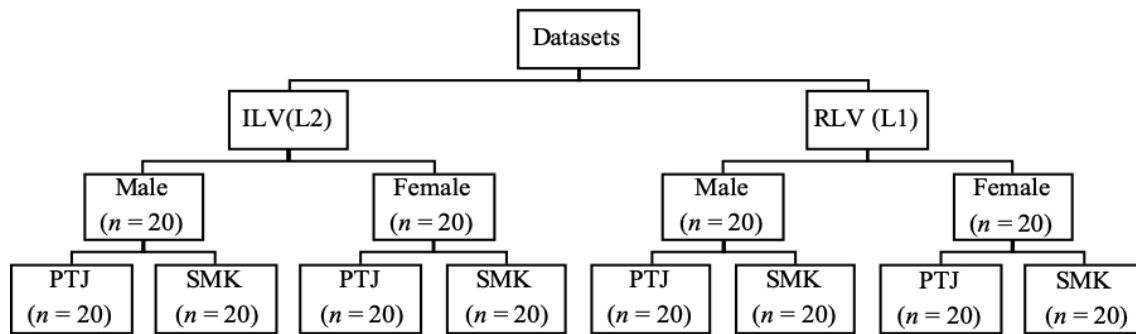 Datasets
ILV(L2)
RLV (L1)
Male
(n = 20)
Female
(n = 20)
Male
(n = 20)
Female
(n = 20)
PTJ
(n = 20)
SMK
(n = 20)
PTJ
(n = 20)
SMK
(n = 20)
PTJ
(n = 20)
SMK
(n = 20)
PTJ
(n = 20)
SMK
(n = 20)